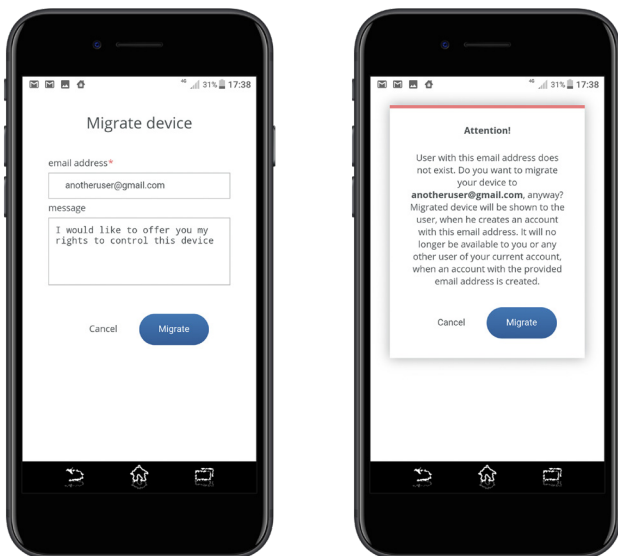 4G 31% 17:38
Migrate device
email address*
anotheruser@gmail.com
message
I would like to offer you my
rights to control this device
Cancel Migrate
4G 31% 17:38
Attention!
User with this email address does
not exist. Do you want to migrate
your device to
anotheruser@gmail.com, anyway?
Migrated device will be shown to the
user, when he creates an account
with this email address. It will no
longer be available to you or any
other user of your current account,
when an account with the provided
email address is created.
Cancel Migrate